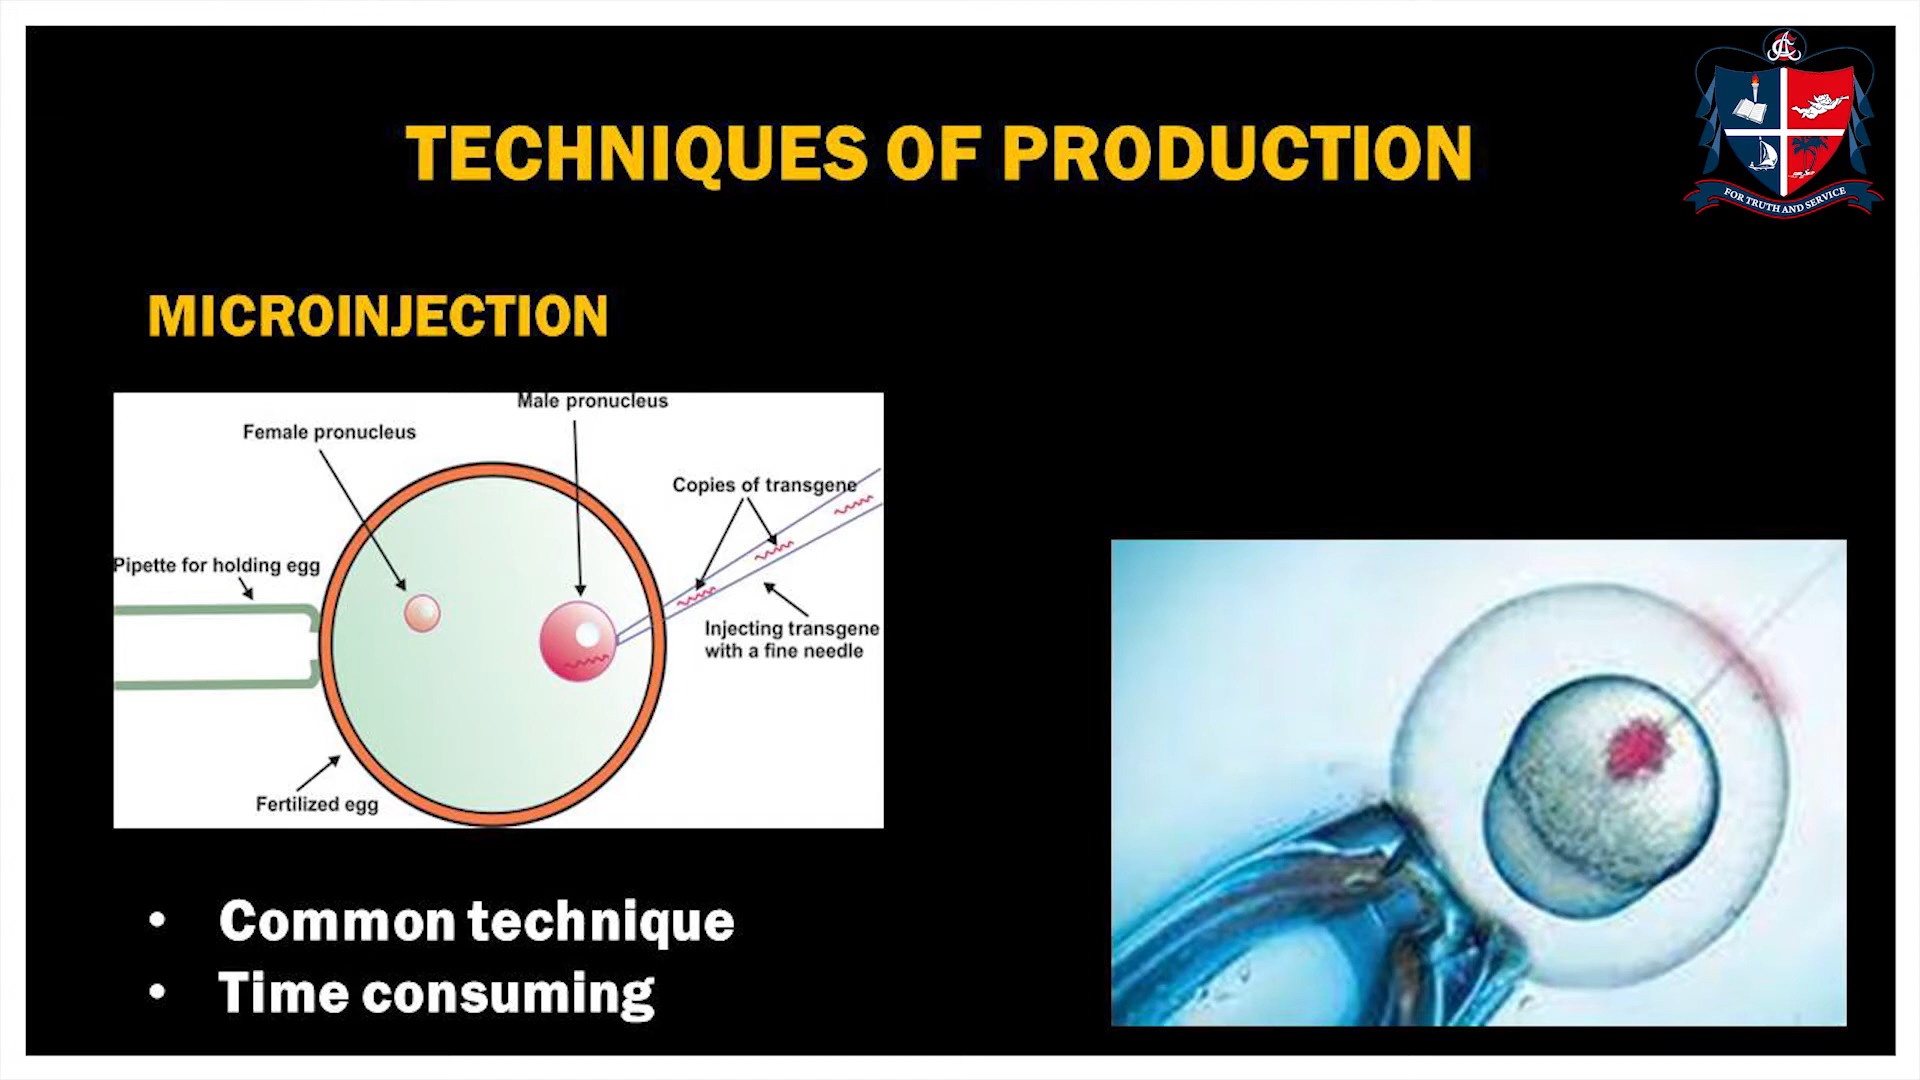 TECHNIQUES OF PRODUCTION
FOR TRUTH AND SERVICE
MICROINJECTION
Male pronucleus
Female pronucleus
Copies of transgene
Pipette for holding egg
Injecting transgene
with a fine needle
Fertilized egg
• Common technique
• Time consuming